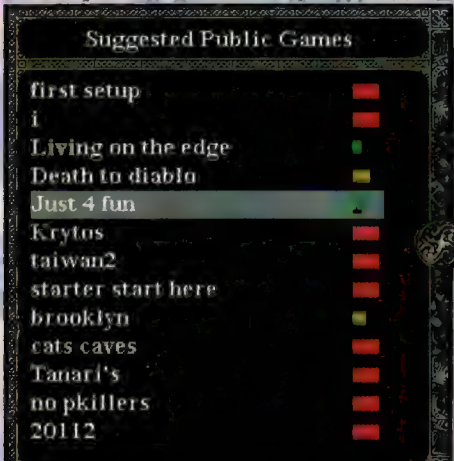 Suggested Public Games
first setup
i
Living on the edge
Death to diablo
Just 4 fun
Krytos
taiwan2
starter start here
brooklyn
cats caves
Tanari's
no pkillers
20112